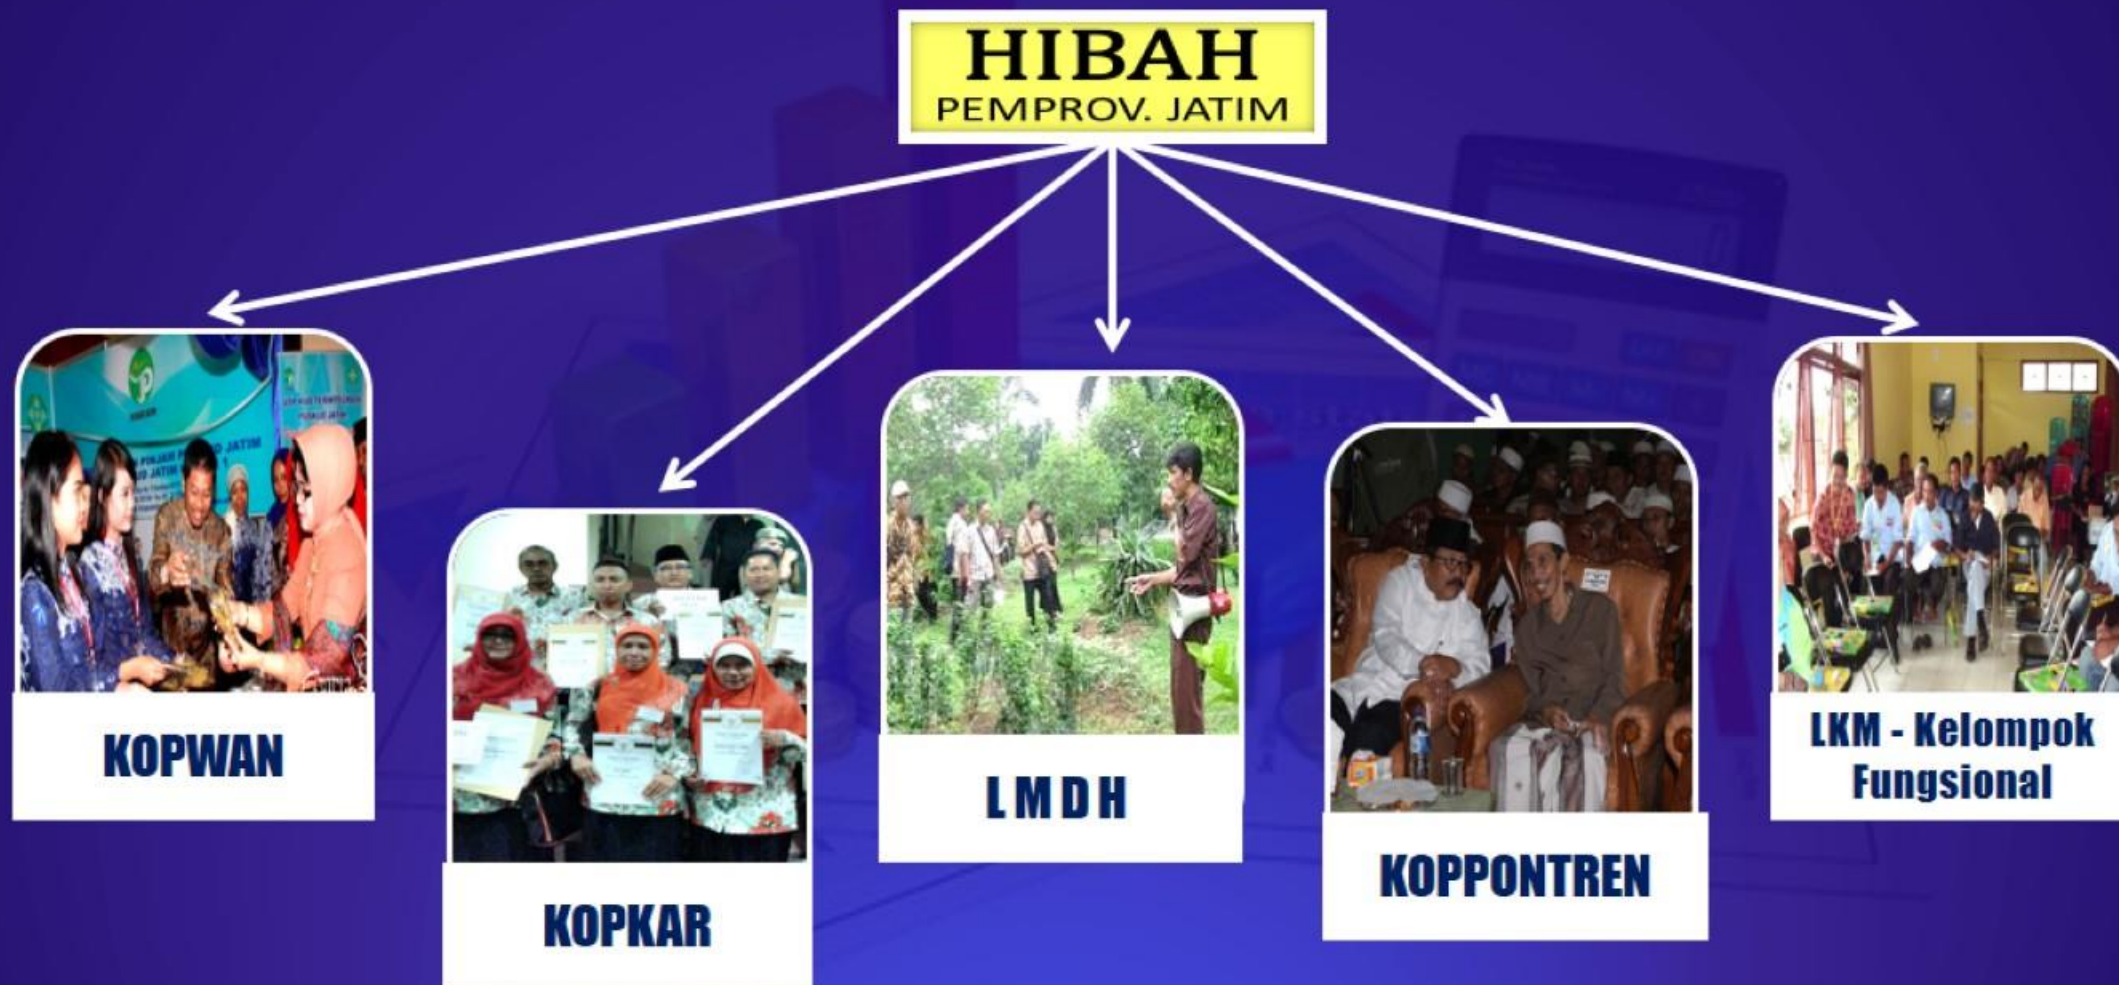 HIBAH
PEMPROV. JATIM
KOPWAN
KOPKAR
LMDH
KOPPONTREN
LKM - Kelompok
Fungsional